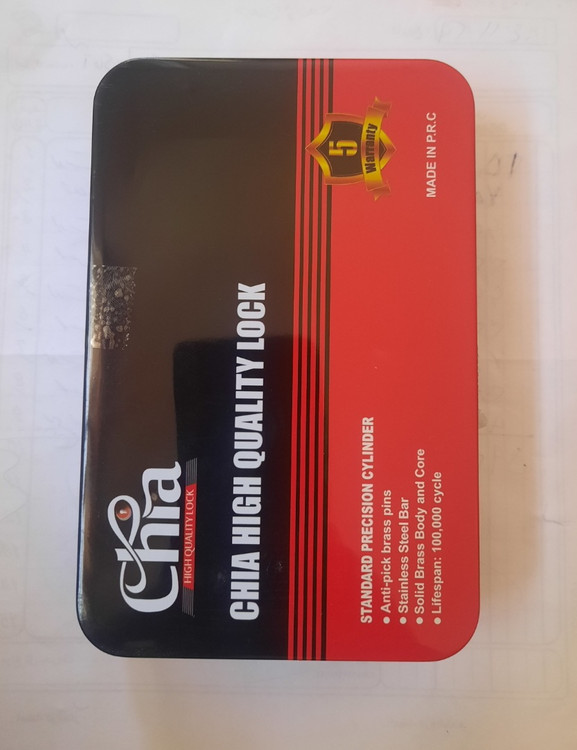 Chia
HIGH QUALITY LOCK
CHIA HIGH QUALITY LOCK
5
Warranty
STANDARD PRECISION CYLINDER
● Anti-pick brass pins
● Stainless Steel Bar
● Solid Brass Body and Core
● Lifespan: 100,000 cycle
MADE IN P.R.C